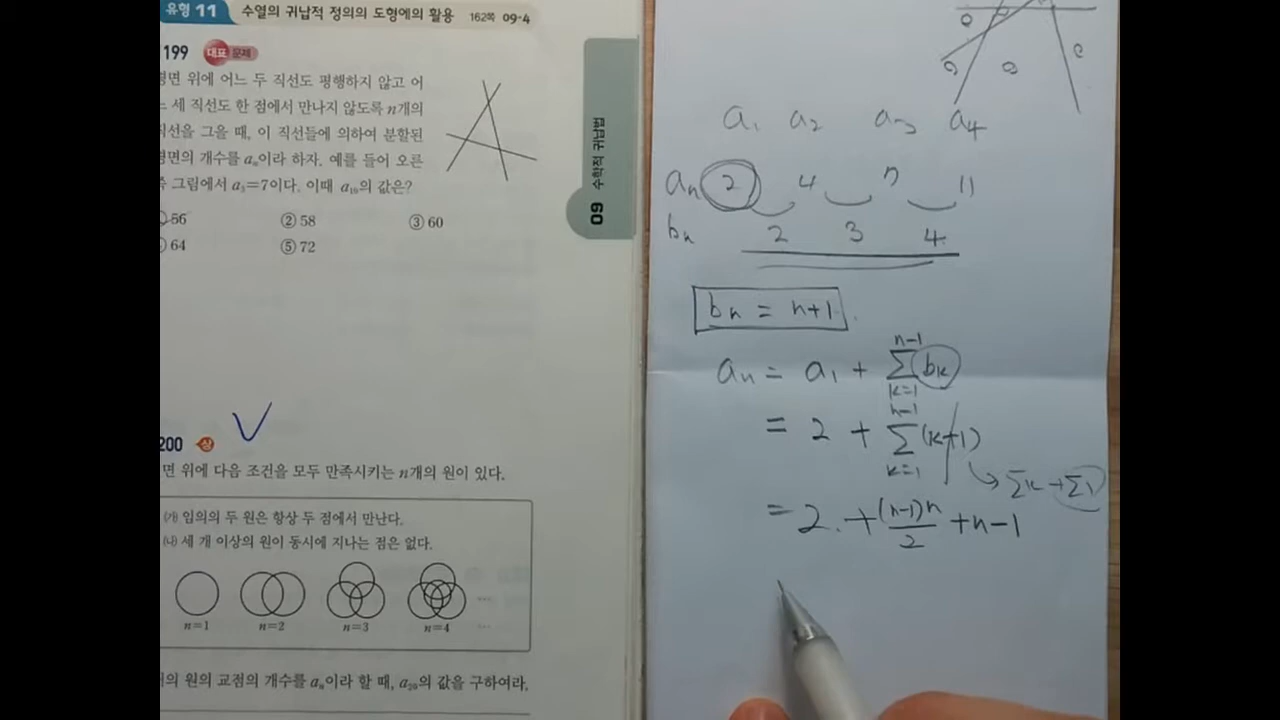 유형 11 수열의 귀납적 정의의 도형에의 활용 162쪽 09-4
199 대표 문제
평면 위에 어느 두 직선도 평행하지 않고 어
느 세 직선도 한 점에서 만나지 않도록 n개의
직선을 그을 때, 이 직선들에 의하여 분할된
평면의 개수를 aₙ이라 하자. 예를 들어 오른
쪽 그림에서 a₃=7이다. 이때 a₁₀의 값은?
① 56 ② 58 ③ 60
64 ⑤ 72
09 수학적 귀납법
200 상
면 위에 다음 조건을 모두 만족시키는 n개의 원이 있다.
㈎ 임의의 두 원은 항상 두 점에서 만난다.
㈏ 세 개 이상의 원이 동시에 지나는 점은 없다.
n=1 n=2 n=3 n=4 …
의 원의 교점의 개수를 aₙ이라 할 때, a₂₀의 값을 구하여라.
a₁ a₂ a₃ a₄
aₙ 2 4 7 11
bₙ 2 3 4
bₙ = n+1
aₙ = a₁ + Σₖ₌₁ⁿ⁻¹ bₖ
= 2 + Σₖ₌₁ⁿ⁻¹ (k+1)
→ Σk + Σ1
= 2 + (n-1)n/2 + n-1